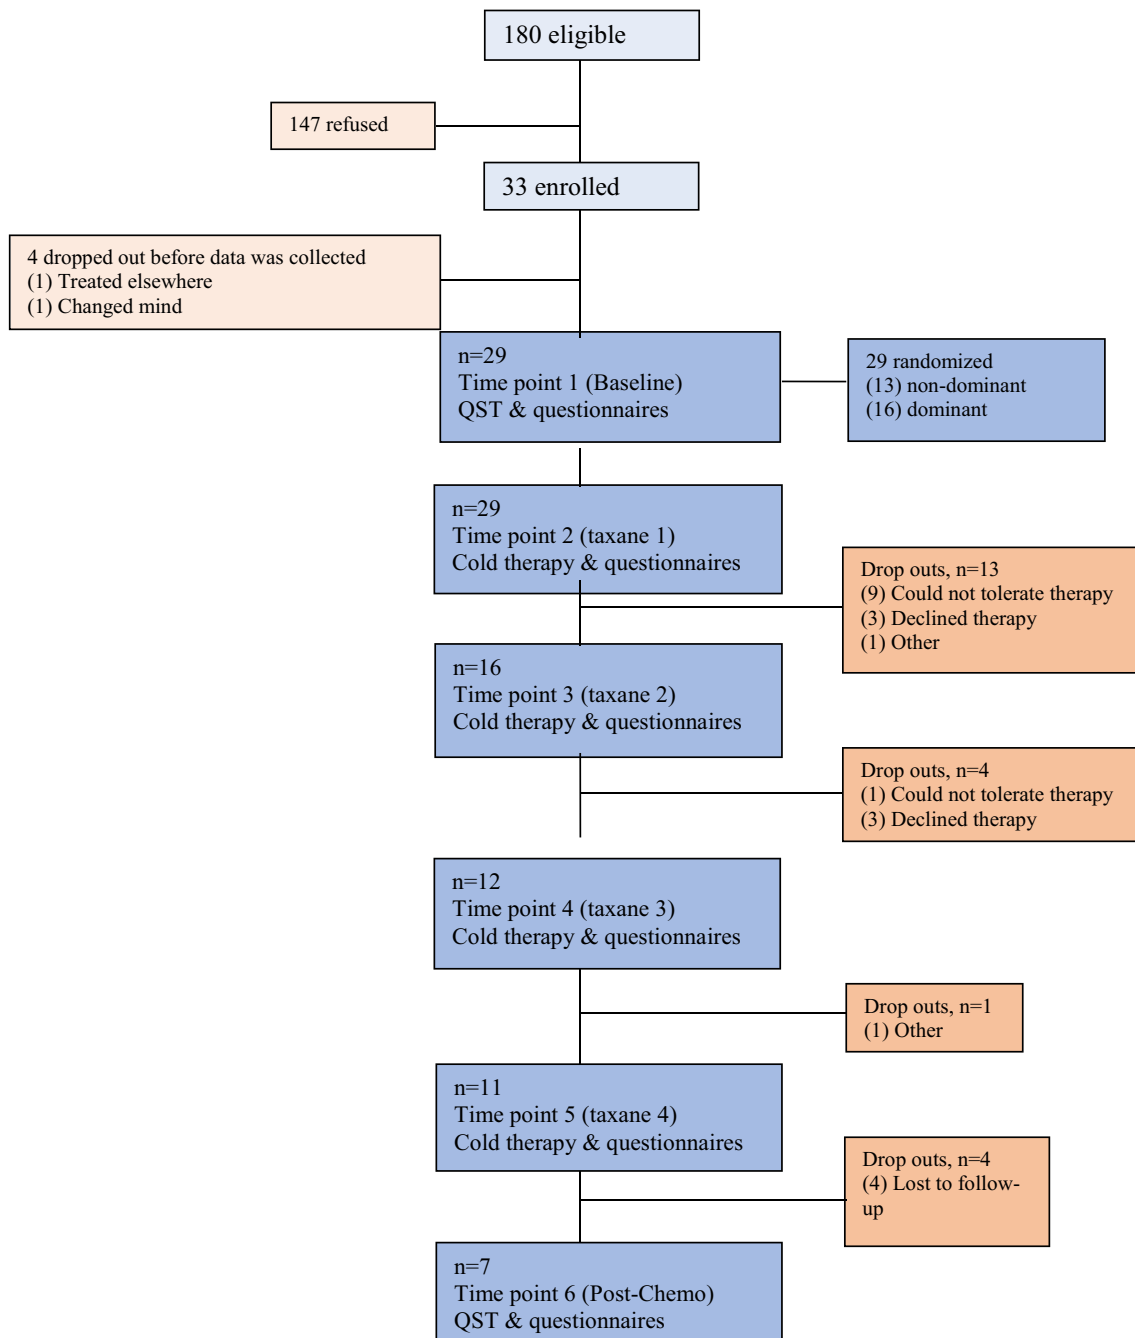 180 eligible
147 refused
33 enrolled
4 dropped out before data was collected
(1) Treated elsewhere
(1) Changed mind
n=29
Time point 1 (Baseline)
QST & questionnaires
29 randomized
(13) non-dominant
(16) dominant
n=29
Time point 2 (taxane 1)
Cold therapy & questionnaires
Drop outs, n=13
(9) Could not tolerate therapy
(3) Declined therapy
(1) Other
n=16
Time point 3 (taxane 2)
Cold therapy & questionnaires
Drop outs, n=4
(1) Could not tolerate therapy
(3) Declined therapy
n=12
Time point 4 (taxane 3)
Cold therapy & questionnaires
Drop outs, n=1
(1) Other
n=11
Time point 5 (taxane 4)
Cold therapy & questionnaires
Drop outs, n=4
(4) Lost to follow-
up
n=7
Time point 6 (Post-Chemo)
QST & questionnaires